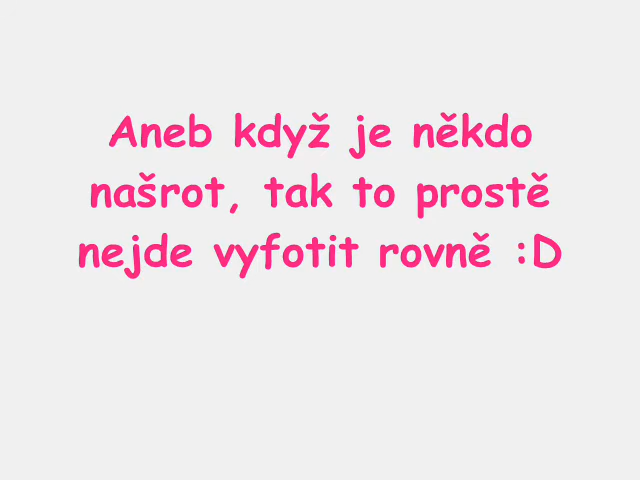 Aneb když je někdo
našrot, tak to prostě
nejde vyfotit rovně :D